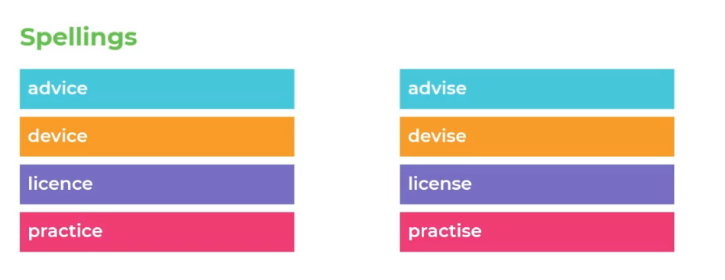 Spellings
advice
advise
device
devise
licence
license
practice
practise